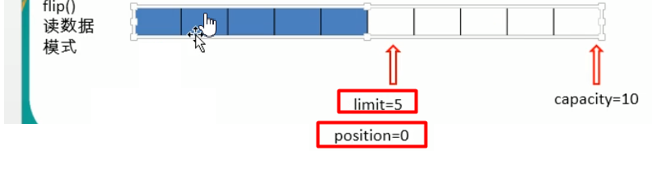 flip()
读数据
模式
limit=5
capacity=10
position=0